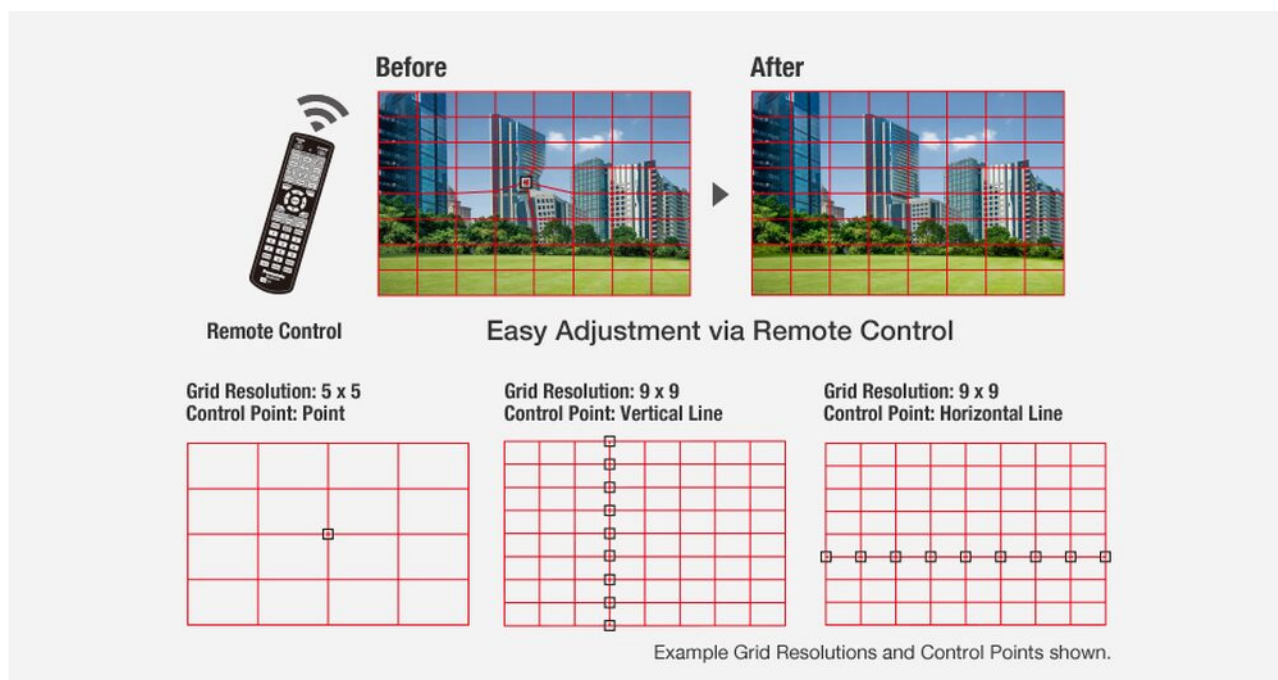 Before
After
Panasonic
Remote Control
Easy Adjustment via Remote Control
Grid Resolution: 5 x 5
Control Point: Point
Grid Resolution: 9 x 9
Control Point: Vertical Line
Grid Resolution: 9 x 9
Control Point: Horizontal Line
Example Grid Resolutions and Control Points shown.